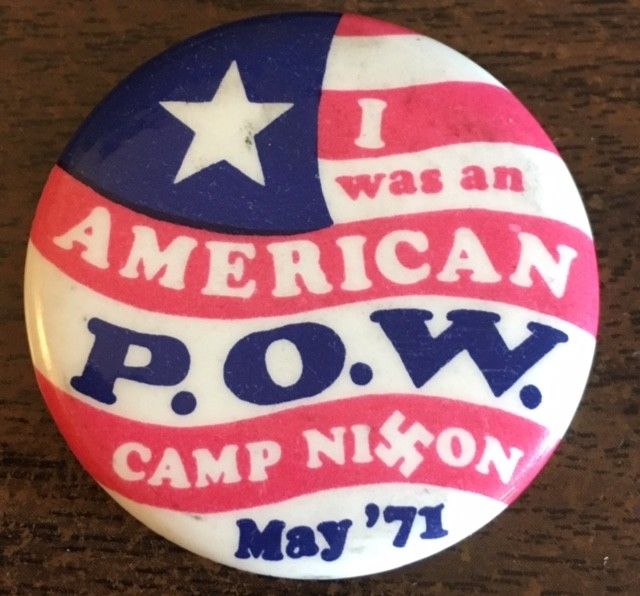 I
was an
AMERICAN
P.O.W.
CAMP NI卐ON
May '71